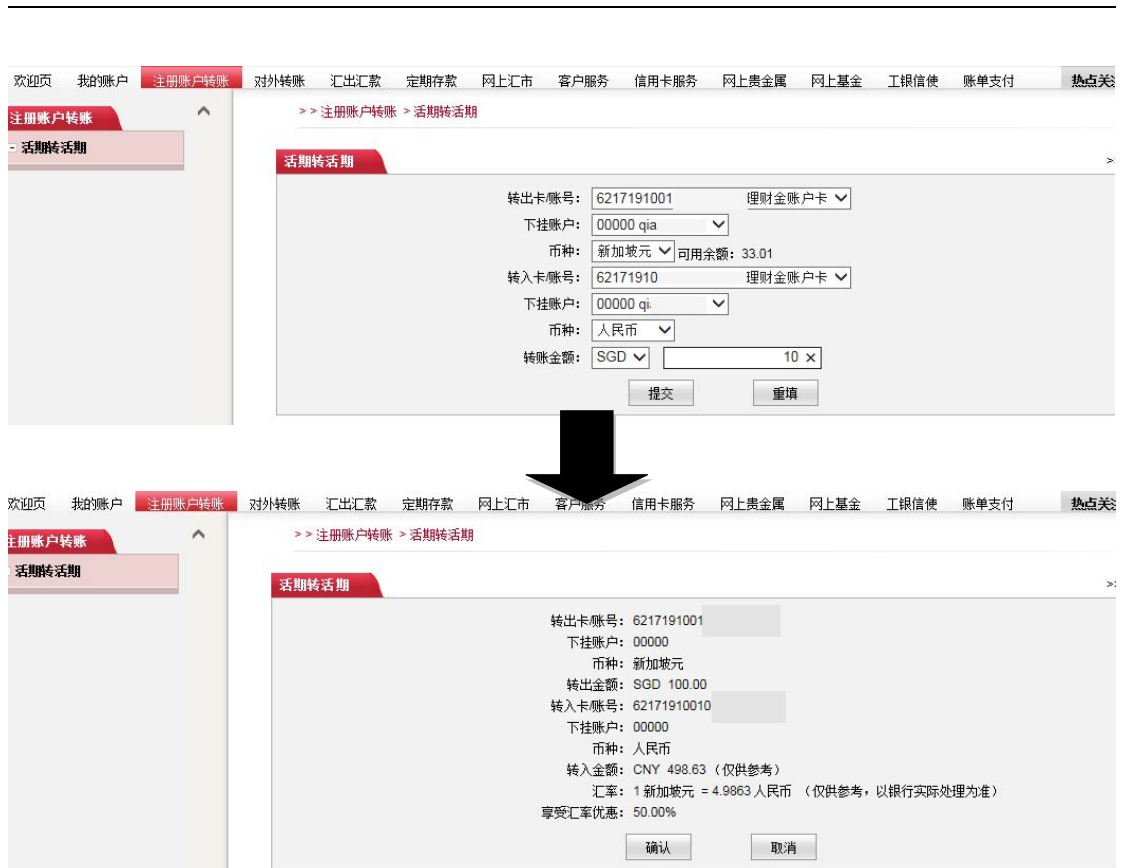 欢迎页 我的账户 注册账户转账 对外转账 汇出汇款 定期存款 网上汇市 客户服务 信用卡服务 网上贵金属 网上基金 工银信使 账单支付 热点关注
注册账户转账
> > 注册账户转账 > 活期转活期
- 活期转活期
活期转活期
转出卡/账号： 6217191001 理财金账户卡
下挂账户： 00000 qia
币种： 新加坡元 可用余额：33.01
转入卡/账号： 62171910 理财金账户卡
下挂账户： 00000 qi
币种： 人民币
转账金额： SGD 10 ×
提交 重填
欢迎页 我的账户 注册账户转账 对外转账 汇出汇款 定期存款 网上汇市 客户服务 信用卡服务 网上贵金属 网上基金 工银信使 账单支付 热点关注
注册账户转账
> > 注册账户转账 > 活期转活期
活期转活期
活期转活期
转出卡/账号： 6217191001
下挂账户： 00000
币种： 新加坡元
转出金额： SGD 100.00
转入卡/账号： 62171910010
下挂账户： 00000
币种： 人民币
转入金额： CNY 498.63 （仅供参考）
汇率： 1 新加坡元 = 4.9863 人民币 （仅供参考，以银行实际处理为准）
享受汇率优惠： 50.00%
确认 取消